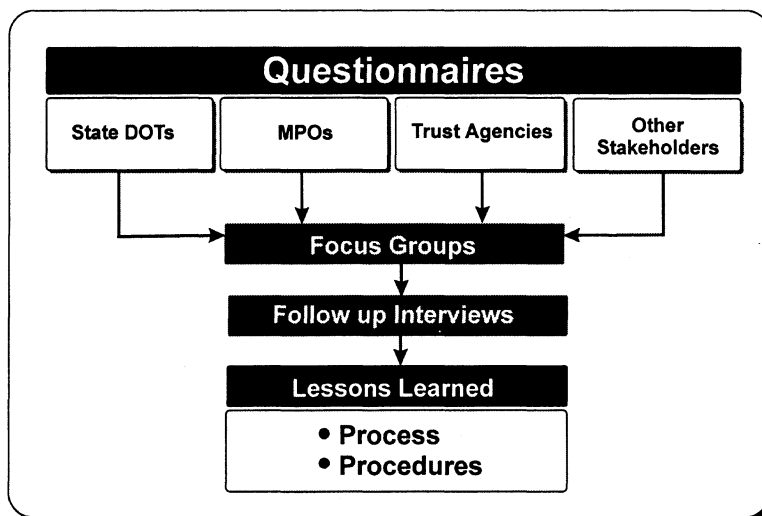 Questionnaires
State DOTs
MPOs
Trust Agencies
Other
Stakeholders
Focus Groups
Follow up Interviews
Lessons Learned
• Process
• Procedures